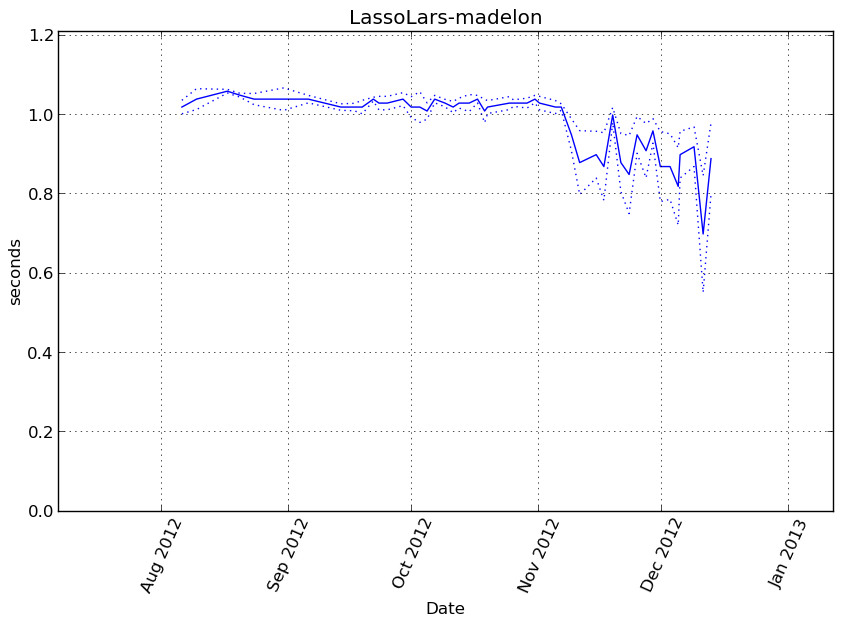 LassoLars-madelon
1.2
1.0
0.8
0.6
0.4
0.2
0.0
seconds
Aug 2012
Sep 2012
Oct 2012
Nov 2012
Dec 2012
Jan 2013
Date